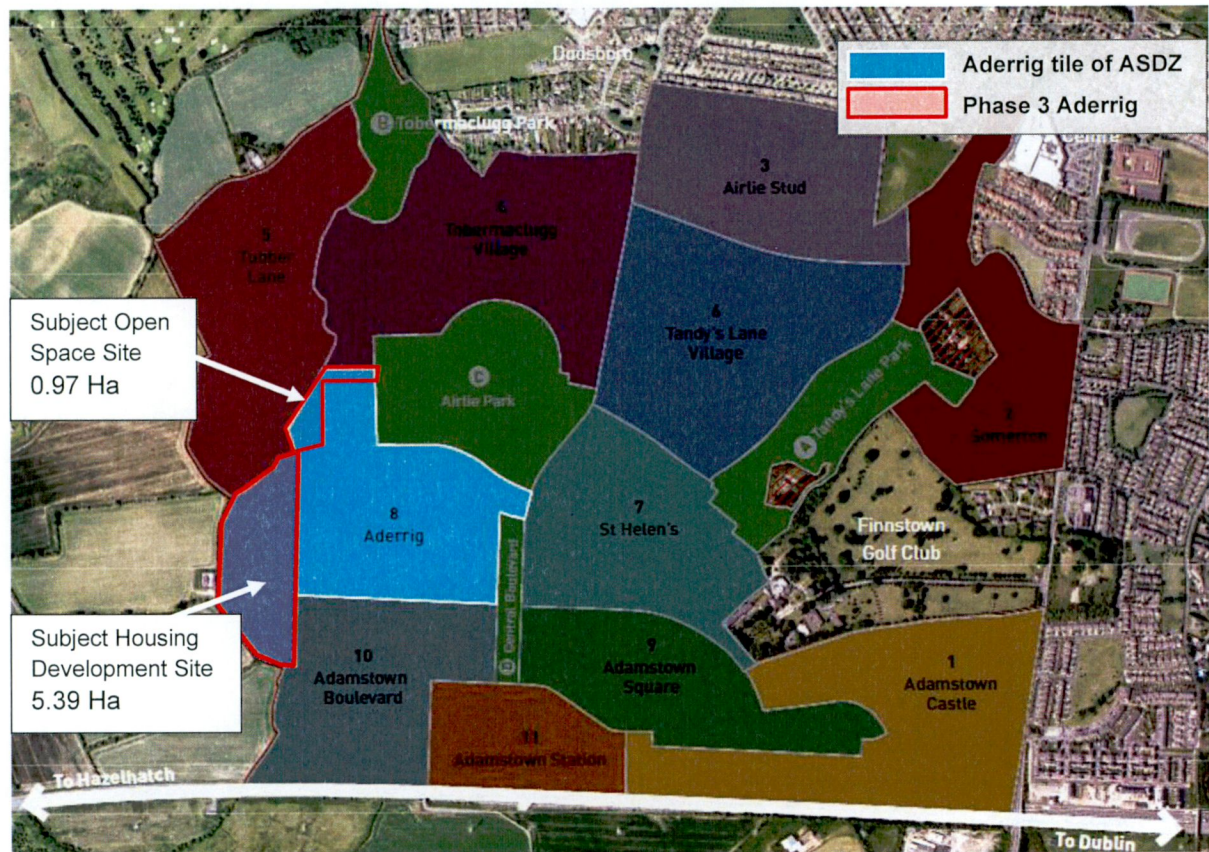 Dodsboro
Aderrig tile of ASDZ
Phase 3 Aderrig
Centre
B Tobermaclugg Park
3
Airlie Stud
5
Tubber
Lane
4
Tobermaclugg
Village
6
Tandy's Lane
Village
Subject Open
Space Site
0.97 Ha
C
Airlie Park
A Tandy's Lane Park
2
Somerton
8
Aderrig
7
St Helen's
Finnstown
Golf Club
D Central Boulevard
Subject Housing
Development Site
5.39 Ha
10
Adamstown
Boulevard
9
Adamstown
Square
1
Adamstown
Castle
11
Adamstown Station
To Hazelhatch
To Dublin